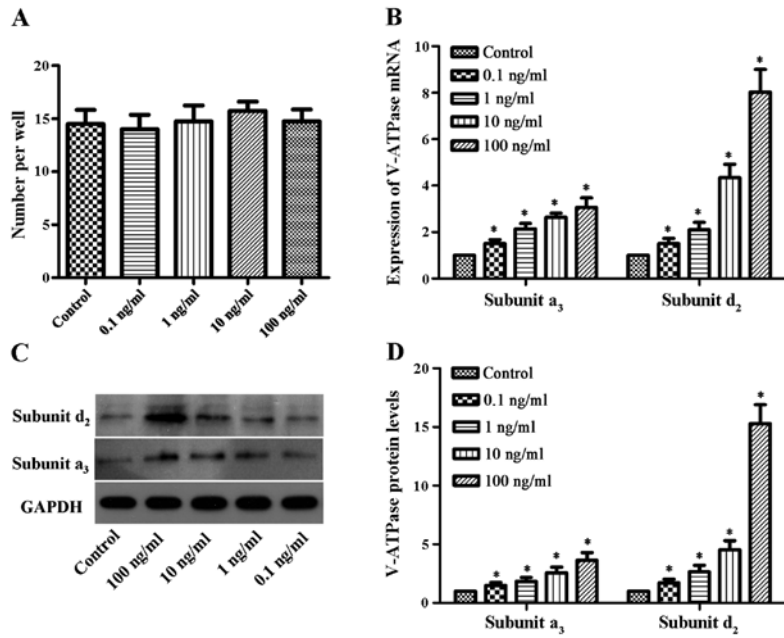 A
Number per well
20
15
10
5
0
Control
0.1 ng/ml
1 ng/ml
10 ng/ml
100 ng/ml
B
Expression of V-ATPase mRNA
10
8
6
4
2
0
Control
0.1 ng/ml
1 ng/ml
10 ng/ml
100 ng/ml
* * * * * * * *
Subunit a3 Subunit d2
C
Subunit d2
Subunit a3
GAPDH
Control
100 ng/ml
10 ng/ml
1 ng/ml
0.1 ng/ml
D
V-ATPase protein levels
20
15
10
5
0
Control
0.1 ng/ml
1 ng/ml
10 ng/ml
100 ng/ml
* * * * * * * *
Subunit a3 Subunit d2